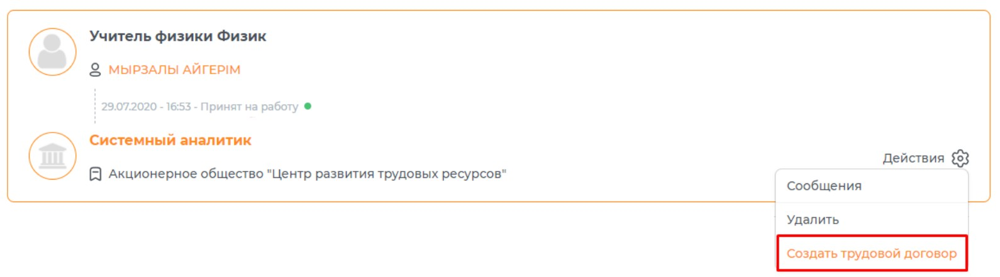 Учитель физики Физик
МЫРЗАЛЫ АЙГЕРІМ
29.07.2020 - 16:53 - Принят на работу
Системный аналитик
Действия
Акционерное общество "Центр развития трудовых ресурсов"
Сообщения
Удалить
Создать трудовой договор